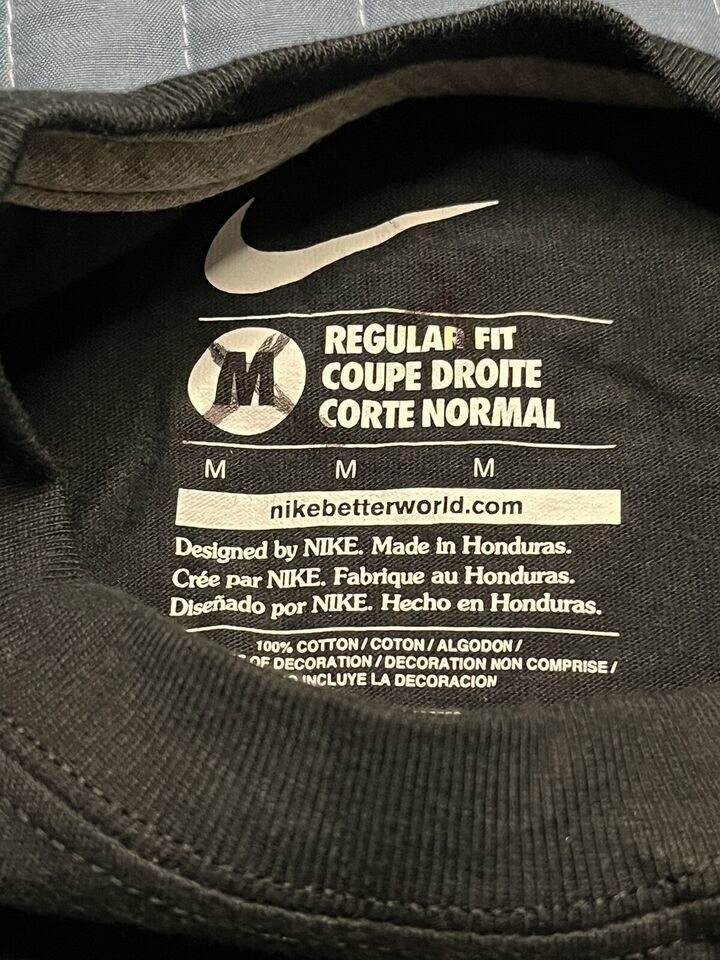 M
REGULAR FIT
COUPE DROITE
CORTE NORMAL
M M M
nikebetterworld.com
Designed by NIKE. Made in Honduras.
Crée par NIKE. Fabrique au Honduras.
Diseñado por NIKE. Hecho en Honduras.
100% COTTON / COTON / ALGODON /
OF DECORATION / DECORATION NON COMPRISE /
INCLUYE LA DECORACION